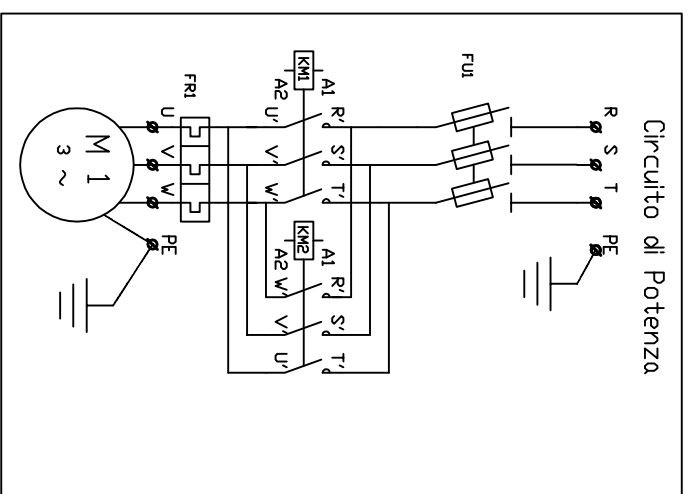 Circuito di Potenza
R S T PE
FU1
KM1 A1 A2
R' S' T'
U' V' W'
KM2 A1 A2
R' S' T'
W' V' U'
FR1
U V W PE
M 1
3 ~